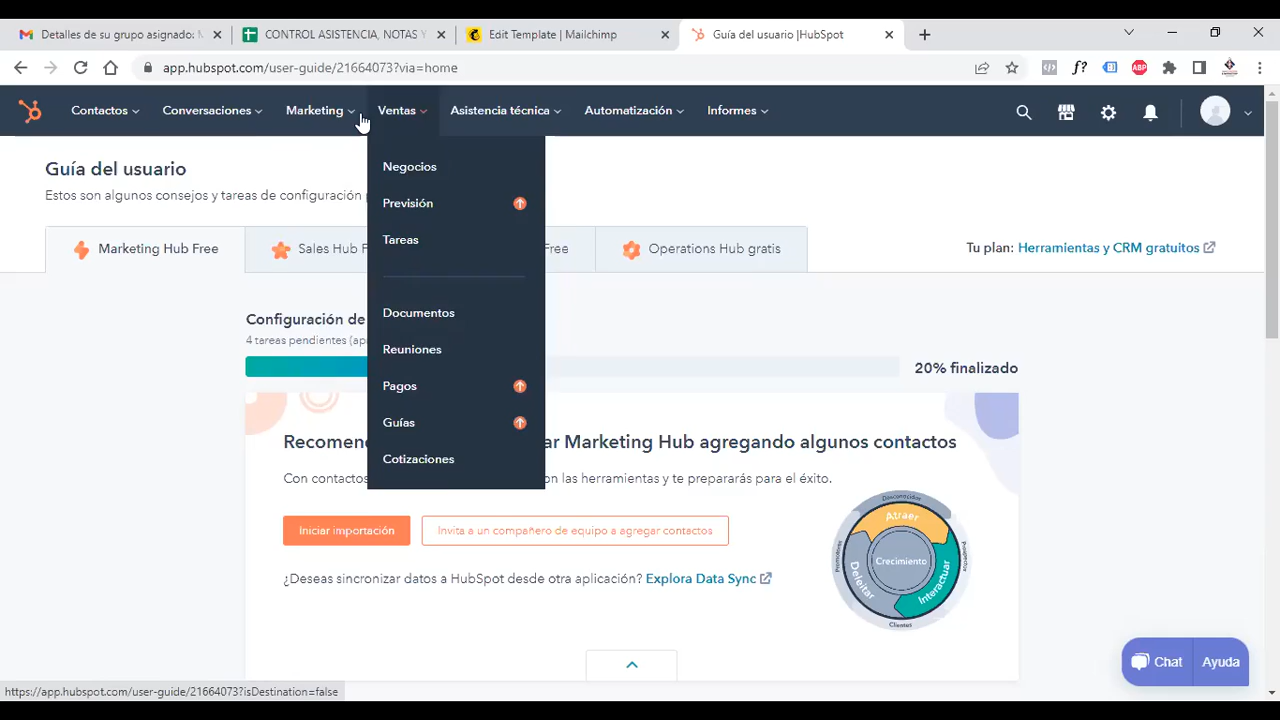 Detalles de su grupo asignado: M
CONTROL ASISTENCIA, NOTAS Y
Edit Template | Mailchimp
Guía del usuario |HubSpot
app.hubspot.com/user-guide/21664073?via=home
f?
ABP
Contactos
Conversaciones
Marketing
Ventas
Asistencia técnica
Automatización
Informes
Guía del usuario
Estos son algunos consejos y tareas de configuración
Negocios
Previsión
Tareas
Documentos
Reuniones
Pagos
Guías
Cotizaciones
Marketing Hub Free
Sales Hub F
Free
Operations Hub gratis
Tu plan: Herramientas y CRM gratuitos
Configuración de
4 tareas pendientes (ap
20% finalizado
Recomen ar Marketing Hub agregando algunos contactos
Con contactos on las herramientas y te prepararás para el éxito.
Iniciar importación
Invita a un compañero de equipo a agregar contactos
¿Deseas sincronizar datos a HubSpot desde otra aplicación? Explora Data Sync
Desconocidos
Atraer
Promotores
Crecimiento
Prospectos
Deleitar
Interactuar
Clientes
Chat
Ayuda
https://app.hubspot.com/user-guide/21664073?isDestination=false